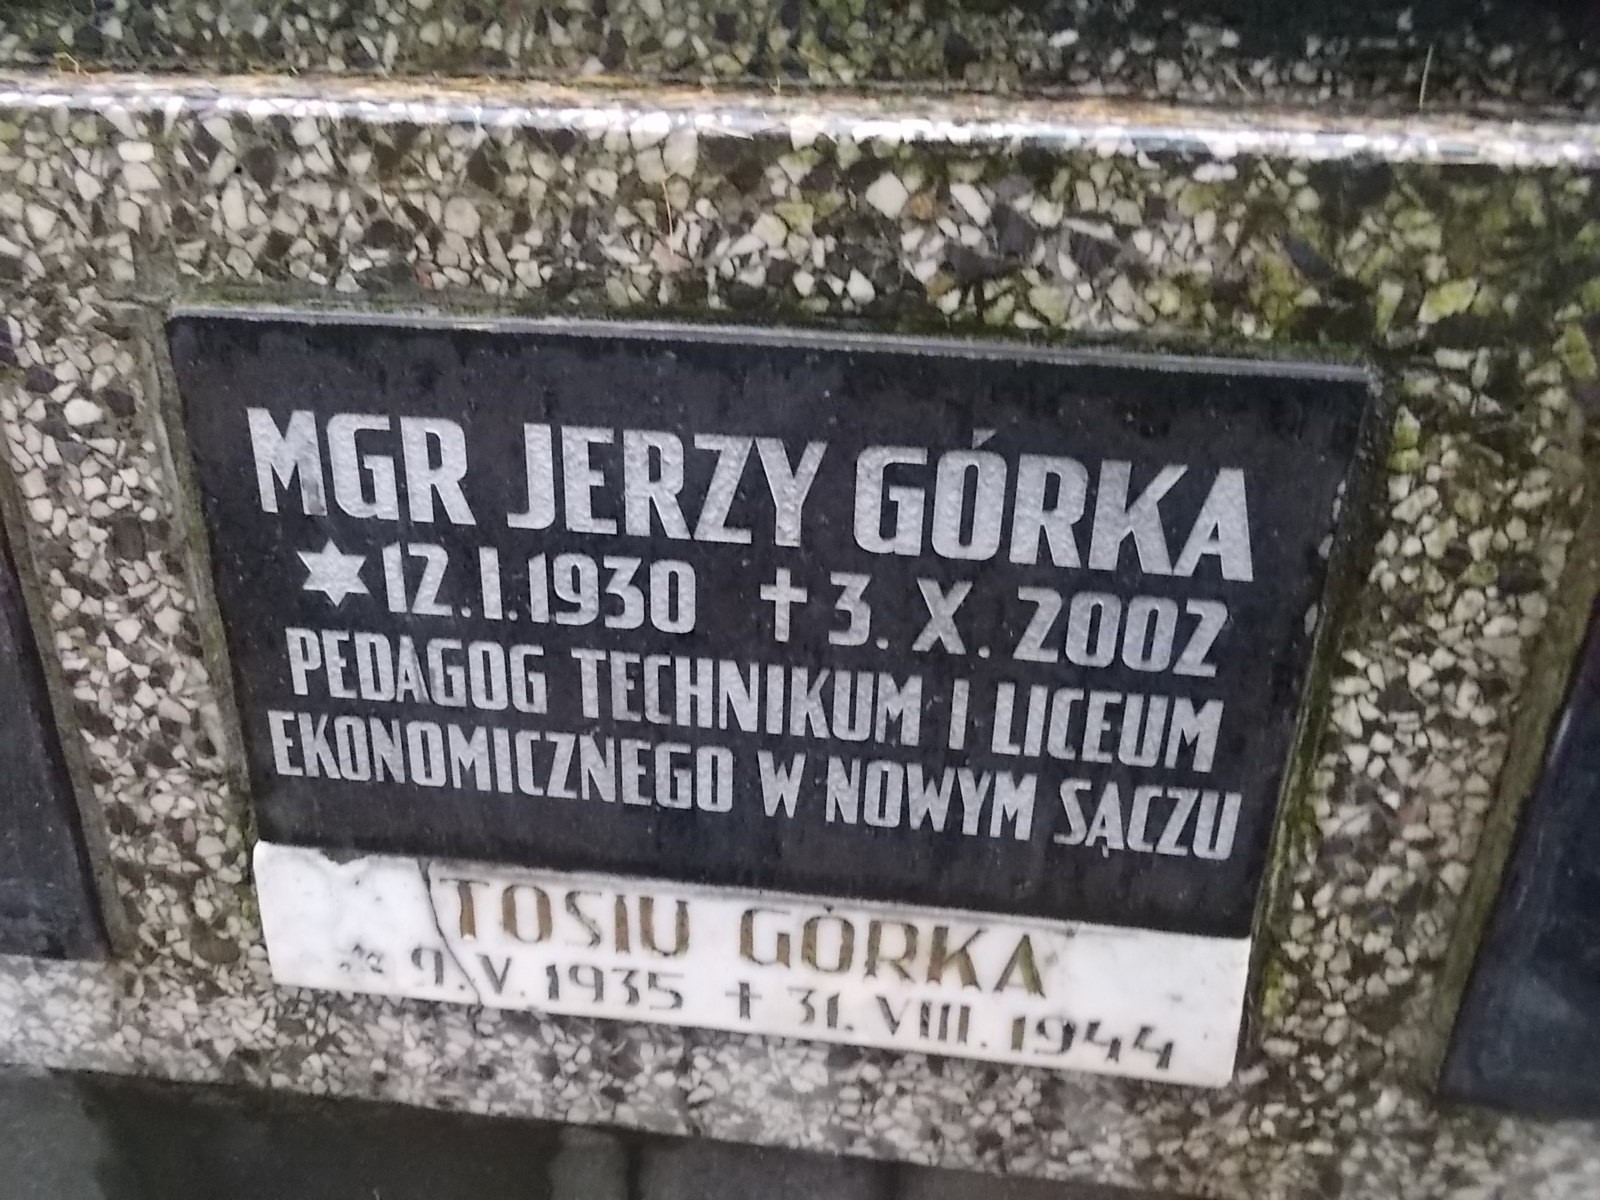 MGR JERZY GÓRKA
✶ 12.I.1930 ✝ 3.X.2002
PEDAGOG TECHNIKUM I LICEUM
EKONOMICZNEGO W NOWYM SĄCZU
TOSIU GÓRKA
✶ 9.V.1935 ✝ 31.VIII.1944